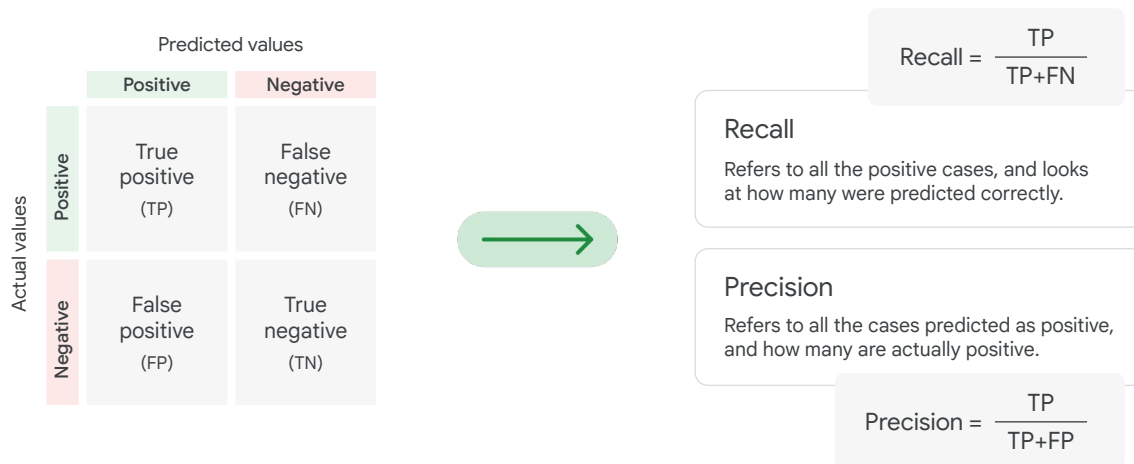 Predicted values
Positive
Negative
Actual values
Positive
True
positive
(TP)
False
negative
(FN)
Negative
False
positive
(FP)
True
negative
(TN)
Recall = TP
TP+FN
Recall
Refers to all the positive cases, and looks
at how many were predicted correctly.
Precision
Refers to all the cases predicted as positive,
and how many are actually positive.
Precision = TP
TP+FP